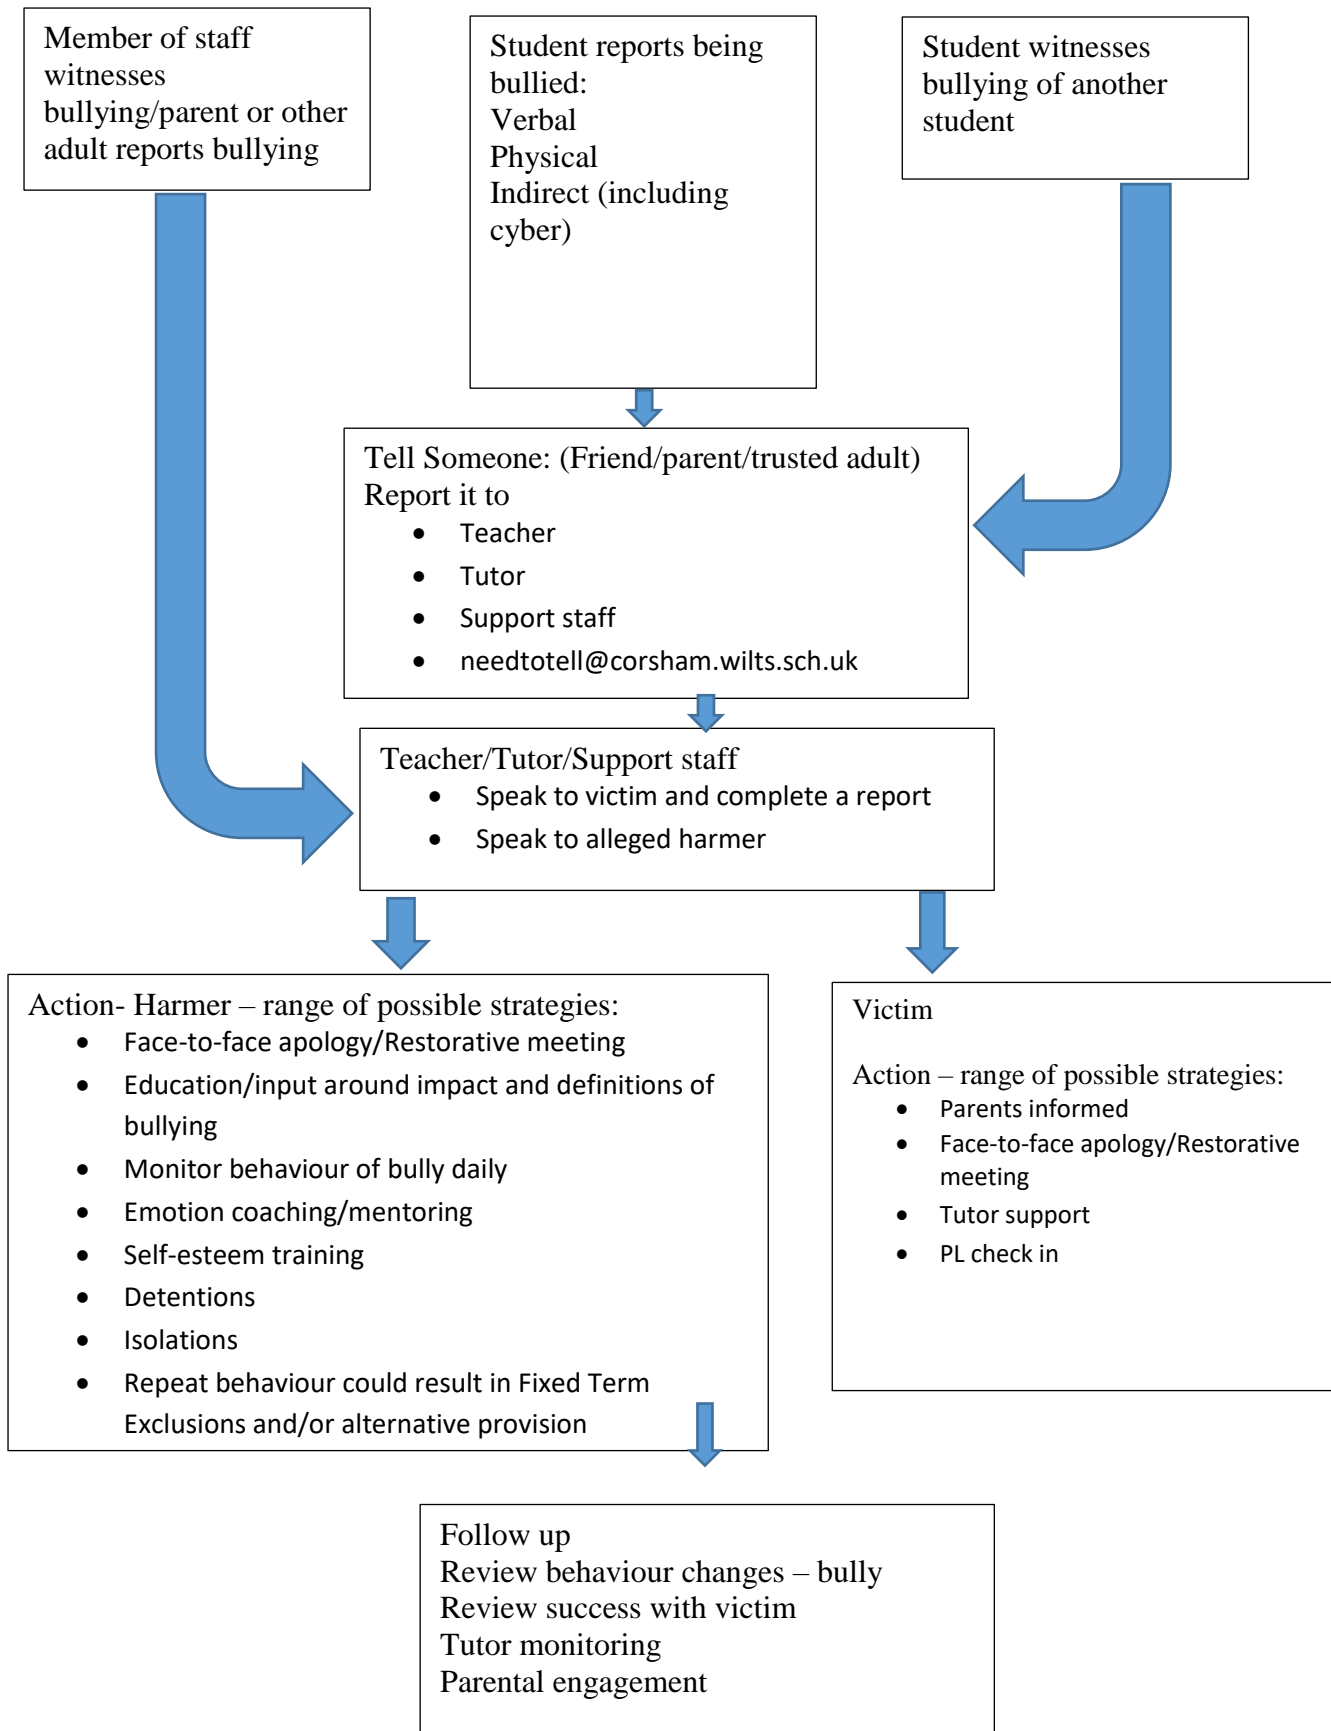 Member of staff
witnesses
bullying/parent or other
adult reports bullying
Student reports being
bullied:
Verbal
Physical
Indirect (including
cyber)
Student witnesses
bullying of another
student
Tell Someone: (Friend/parent/trusted adult)
Report it to
• Teacher
• Tutor
• Support staff
• needtotell@corsham.wilts.sch.uk
Teacher/Tutor/Support staff
• Speak to victim and complete a report
• Speak to alleged harmer
Action- Harmer – range of possible strategies:
• Face-to-face apology/Restorative meeting
• Education/input around impact and definitions of
bullying
• Monitor behaviour of bully daily
• Emotion coaching/mentoring
• Self-esteem training
• Detentions
• Isolations
• Repeat behaviour could result in Fixed Term
Exclusions and/or alternative provision
Victim
Action – range of possible strategies:
• Parents informed
• Face-to-face apology/Restorative
meeting
• Tutor support
• PL check in
Follow up
Review behaviour changes – bully
Review success with victim
Tutor monitoring
Parental engagement